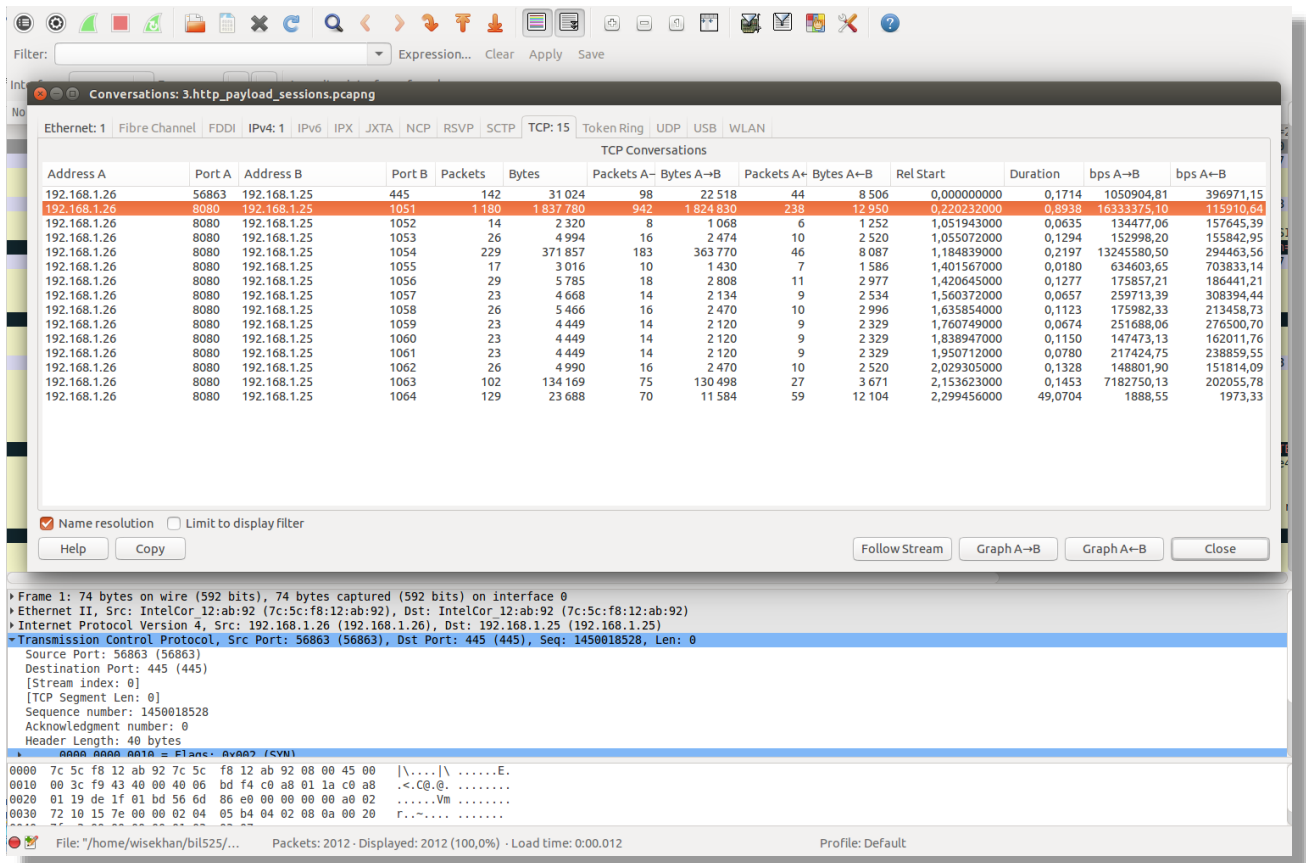 Filter: Expression... Clear Apply Save
Conversations: 3.http_payload_sessions.pcapng
No
Ethernet: 1 Fibre Channel FDDI IPv4: 1 IPv6 IPX JXTA NCP RSVP SCTP TCP: 15 Token Ring UDP USB WLAN
TCP Conversations
Address A Port A Address B Port B Packets Bytes Packets A→ Bytes A→B Packets A← Bytes A←B Rel Start Duration bps A→B bps A←B
192.168.1.26 56863 192.168.1.25 445 142 31 024 98 22 518 44 8 506 0,000000000 0,1714 1050904,81 396971,15
192.168.1.26 8080 192.168.1.25 1051 1 180 1 837 780 942 1 824 830 238 12 950 0,220232000 0,8938 16333375,10 115910,64
192.168.1.26 8080 192.168.1.25 1052 14 2 320 8 1 068 6 1 252 1,051943000 0,0635 134477,06 157645,39
192.168.1.26 8080 192.168.1.25 1053 26 4 994 16 2 474 10 2 520 1,055072000 0,1294 152998,20 155842,95
192.168.1.26 8080 192.168.1.25 1054 229 371 857 183 363 770 46 8 087 1,184839000 0,2197 13245580,50 294463,56
192.168.1.26 8080 192.168.1.25 1055 17 3 016 10 1 430 7 1 586 1,401567000 0,0180 634603,65 703833,14
192.168.1.26 8080 192.168.1.25 1056 29 5 785 18 2 808 11 2 977 1,420645000 0,1277 175857,21 186441,21
192.168.1.26 8080 192.168.1.25 1057 23 4 668 14 2 134 9 2 534 1,560372000 0,0657 259713,39 308394,44
192.168.1.26 8080 192.168.1.25 1058 26 5 466 16 2 470 10 2 996 1,635854000 0,1123 175982,33 213458,73
192.168.1.26 8080 192.168.1.25 1059 23 4 449 14 2 120 9 2 329 1,760749000 0,0674 251688,06 276500,70
192.168.1.26 8080 192.168.1.25 1060 23 4 449 14 2 120 9 2 329 1,838947000 0,1150 147473,13 162011,76
192.168.1.26 8080 192.168.1.25 1061 23 4 449 14 2 120 9 2 329 1,950712000 0,0780 217424,75 238859,55
192.168.1.26 8080 192.168.1.25 1062 26 4 990 16 2 470 10 2 520 2,029305000 0,1328 148801,90 151814,09
192.168.1.26 8080 192.168.1.25 1063 102 134 169 75 130 498 27 3 671 2,153623000 0,1453 7182750,13 202055,78
192.168.1.26 8080 192.168.1.25 1064 129 23 688 70 11 584 59 12 104 2,299456000 49,0704 1888,55 1973,33
Name resolution Limit to display filter
Help Copy Follow Stream Graph A→B Graph A←B Close
Frame 1: 74 bytes on wire (592 bits), 74 bytes captured (592 bits) on interface 0
Ethernet II, Src: IntelCor_12:ab:92 (7c:5c:f8:12:ab:92), Dst: IntelCor_12:ab:92 (7c:5c:f8:12:ab:92)
Internet Protocol Version 4, Src: 192.168.1.26 (192.168.1.26), Dst: 192.168.1.25 (192.168.1.25)
Transmission Control Protocol, Src Port: 56863 (56863), Dst Port: 445 (445), Seq: 1450018528, Len: 0
Source Port: 56863 (56863)
Destination Port: 445 (445)
[Stream index: 0]
[TCP Segment Len: 0]
Sequence number: 1450018528
Acknowledgment number: 0
Header Length: 40 bytes
.... 0000 0000 0010 = Flags: 0x002 (SYN)
0000 7c 5c f8 12 ab 92 7c 5c f8 12 ab 92 08 00 45 00 |\....|\ ......E.
0010 00 3c f9 43 40 00 40 06 bd f4 c0 a8 01 1a c0 a8 .<.C@.@. ........
0020 01 19 de 1f 01 bd 56 6d 86 e0 00 00 00 00 a0 02 ......Vm ........
0030 72 10 15 7e 00 00 02 04 05 b4 04 02 08 0a 00 20 r..~.... .......
File: "/home/wisekhan/bil525/... Packets: 2012 · Displayed: 2012 (100,0%) · Load time: 0:00.012 Profile: Default